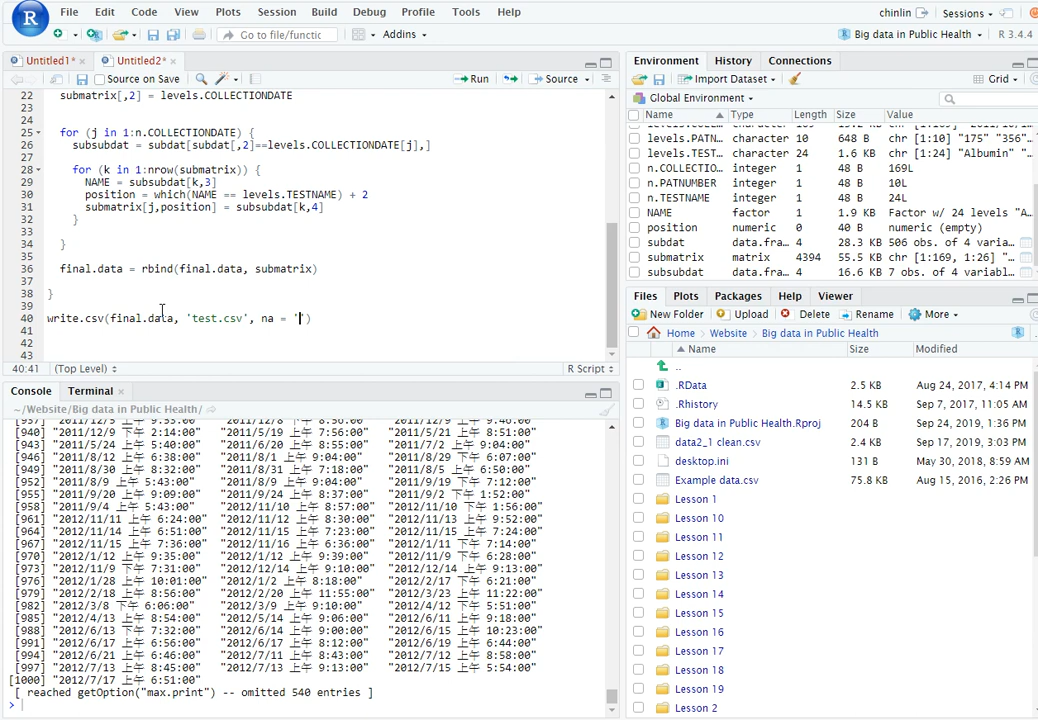 File Edit Code View Plots Session Build Debug Profile Tools Help
chinlin Sessions
Go to file/functic Addins
Big data in Public Health R 3.4.4
Untitled1* × Untitled2* ×
Source on Save Run Source
22 submatrix[,2] = levels.COLLECTIONDATE
23
24
25 for (j in 1:n.COLLECTIONDATE) {
26 subsubdat = subdat[subdat[,2]==levels.COLLECTIONDATE[j],]
27
28 for (k in 1:nrow(submatrix)) {
29 NAME = subsubdat[k,3]
30 position = which(NAME == levels.TESTNAME) + 2
31 submatrix[j,position] = subsubdat[k,4]
32 }
33
34 }
35
36 final.data = rbind(final.data, submatrix)
37
38 }
39
40 write.csv(final.data, 'test.csv', na = '')
41
42
43
40:41 (Top Level) R Script
Console Terminal ×
~/Website/Big data in Public Health/
[940] "2011/12/9 下午 2:14:00" "2011/5/19 上午 7:56:00" "2011/5/21 上午 8:51:00"
[943] "2011/5/24 上午 5:40:00" "2011/6/20 上午 8:55:00" "2011/7/2 上午 9:04:00"
[946] "2011/8/12 上午 6:38:00" "2011/8/1 上午 9:04:00" "2011/8/29 上午 6:07:00"
[949] "2011/8/30 上午 8:32:00" "2011/8/31 上午 7:18:00" "2011/8/5 上午 6:50:00"
[952] "2011/8/9 上午 5:43:00" "2011/8/9 上午 9:04:00" "2011/9/19 上午 7:12:00"
[955] "2011/9/20 上午 9:09:00" "2011/9/24 上午 8:37:00" "2011/9/2 下午 1:52:00"
[958] "2011/9/4 上午 5:43:00" "2012/11/10 上午 8:57:00" "2012/11/10 下午 1:56:00"
[961] "2012/11/11 上午 6:24:00" "2012/11/12 上午 8:30:00" "2012/11/13 上午 9:52:00"
[964] "2012/11/14 上午 6:51:00" "2012/11/15 上午 7:23:00" "2012/11/15 上午 7:24:00"
[967] "2012/11/15 上午 7:36:00" "2012/11/16 上午 6:36:00" "2012/1/11 上午 7:14:00"
[970] "2012/1/12 上午 9:35:00" "2012/1/12 上午 9:39:00" "2012/11/9 上午 6:28:00"
[973] "2012/11/9 下午 7:31:00" "2012/12/14 上午 9:10:00" "2012/12/14 上午 9:13:00"
[976] "2012/1/28 上午 10:01:00" "2012/1/2 上午 8:18:00" "2012/2/17 上午 6:21:00"
[979] "2012/2/18 上午 8:56:00" "2012/2/20 上午 11:55:00" "2012/3/23 上午 11:22:00"
[982] "2012/3/8 下午 6:06:00" "2012/3/9 上午 9:10:00" "2012/4/12 上午 5:51:00"
[985] "2012/4/13 上午 8:54:00" "2012/5/14 上午 9:06:00" "2012/6/11 上午 9:18:00"
[988] "2012/6/13 下午 7:32:00" "2012/6/14 上午 9:00:00" "2012/6/15 上午 10:23:00"
[991] "2012/6/17 上午 6:56:00" "2012/6/17 上午 8:12:00" "2012/6/19 上午 6:44:00"
[994] "2012/6/21 上午 6:46:00" "2012/7/11 上午 8:43:00" "2012/7/12 上午 8:58:00"
[997] "2012/7/13 上午 8:45:00" "2012/7/13 上午 9:13:00" "2012/7/15 上午 5:54:00"
[1000] "2012/7/17 上午 6:51:00"
[ reached getOption("max.print") -- omitted 540 entries ]
>
Environment History Connections
Import Dataset Grid
Global Environment
Name Type Length Size Value
levels.PATN… character 10 648 B chr [1:10] "175" "356"…
levels.TEST… character 24 1.6 KB chr [1:24] "Albumin" "…
n.COLLECTIO… integer 1 48 B 169L
n.PATNUMBER integer 1 48 B 10L
n.TESTNAME integer 1 48 B 24L
NAME factor 1 1.9 KB Factor w/ 24 levels "A…
position numeric 0 40 B numeric (empty)
subdat data.fra… 4 28.3 KB 506 obs. of 4 varia…
submatrix matrix 4394 55.5 KB chr [1:169, 1:26] "…
subsubdat data.fra… 4 16.6 KB 7 obs. of 4 variabl…
Files Plots Packages Help Viewer
New Folder Upload Delete Rename More
Home Website Big data in Public Health
Name Size Modified
..
.RData 2.5 KB Aug 24, 2017, 4:14 PM
.Rhistory 14.5 KB Sep 7, 2017, 11:05 AM
Big data in Public Health.Rproj 204 B Sep 24, 2019, 1:36 PM
data2_1 clean.csv 2.4 KB Sep 17, 2019, 3:03 PM
desktop.ini 131 B May 30, 2018, 8:59 AM
Example data.csv 75.8 KB Aug 15, 2016, 2:26 PM
Lesson 1
Lesson 10
Lesson 11
Lesson 12
Lesson 13
Lesson 14
Lesson 15
Lesson 16
Lesson 17
Lesson 18
Lesson 19
Lesson 2